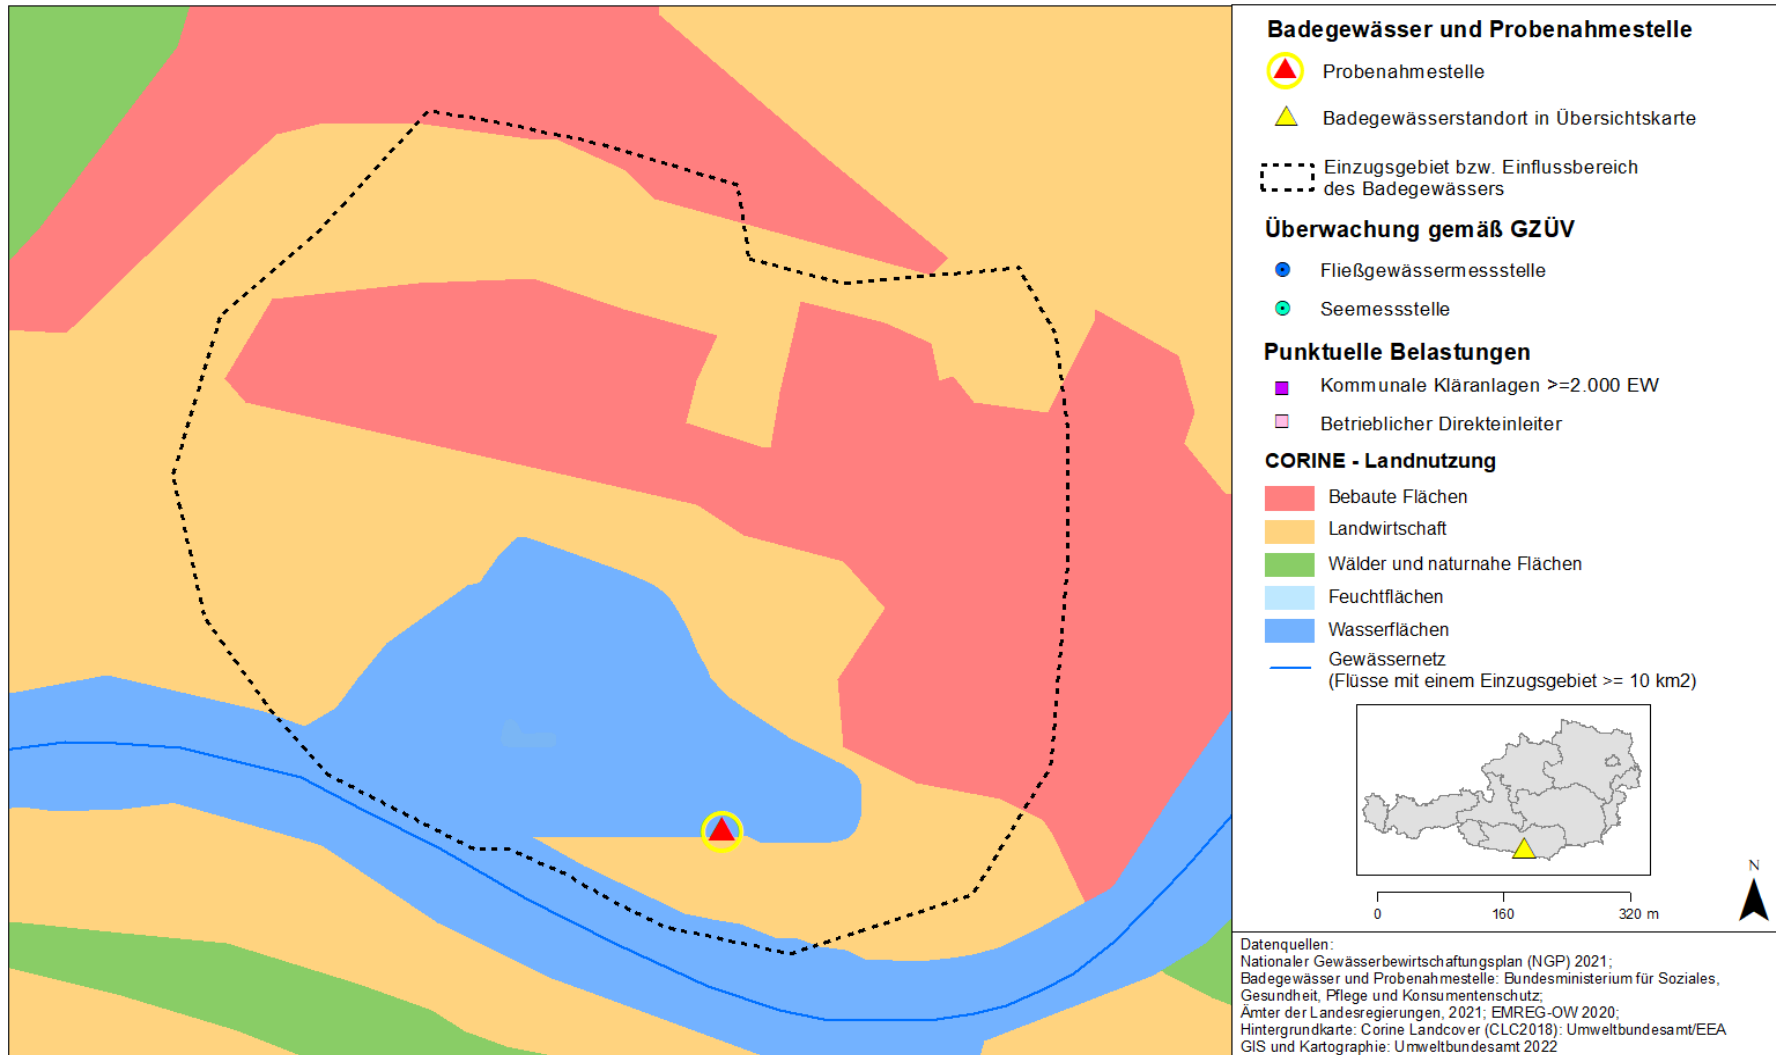 Badegewässer und Probenahmestelle
Probenahmestelle
Badegewässerstandort in Übersichtskarte
Einzugsgebiet bzw. Einflussbereich
des Badegewässers
Überwachung gemäß GZÜV
Fließgewässermessstelle
Seemessstelle
Punktuelle Belastungen
Kommunale Kläranlagen >=2.000 EW
Betrieblicher Direkteinleiter
CORINE - Landnutzung
Bebaute Flächen
Landwirtschaft
Wälder und naturnahe Flächen
Feuchtflächen
Wasserflächen
Gewässernetz
(Flüsse mit einem Einzugsgebiet >= 10 km2)
N
0 160 320 m
Datenquellen:
Nationaler Gewässerbewirtschaftungsplan (NGP) 2021;
Badegewässer und Probenahmestelle: Bundesministerium für Soziales,
Gesundheit, Pflege und Konsumentenschutz;
Ämter der Landesregierungen, 2021; EMREG-OW 2020;
Hintergrundkarte: Corine Landcover (CLC2018): Umweltbundesamt/EEA
GIS und Kartographie: Umweltbundesamt 2022